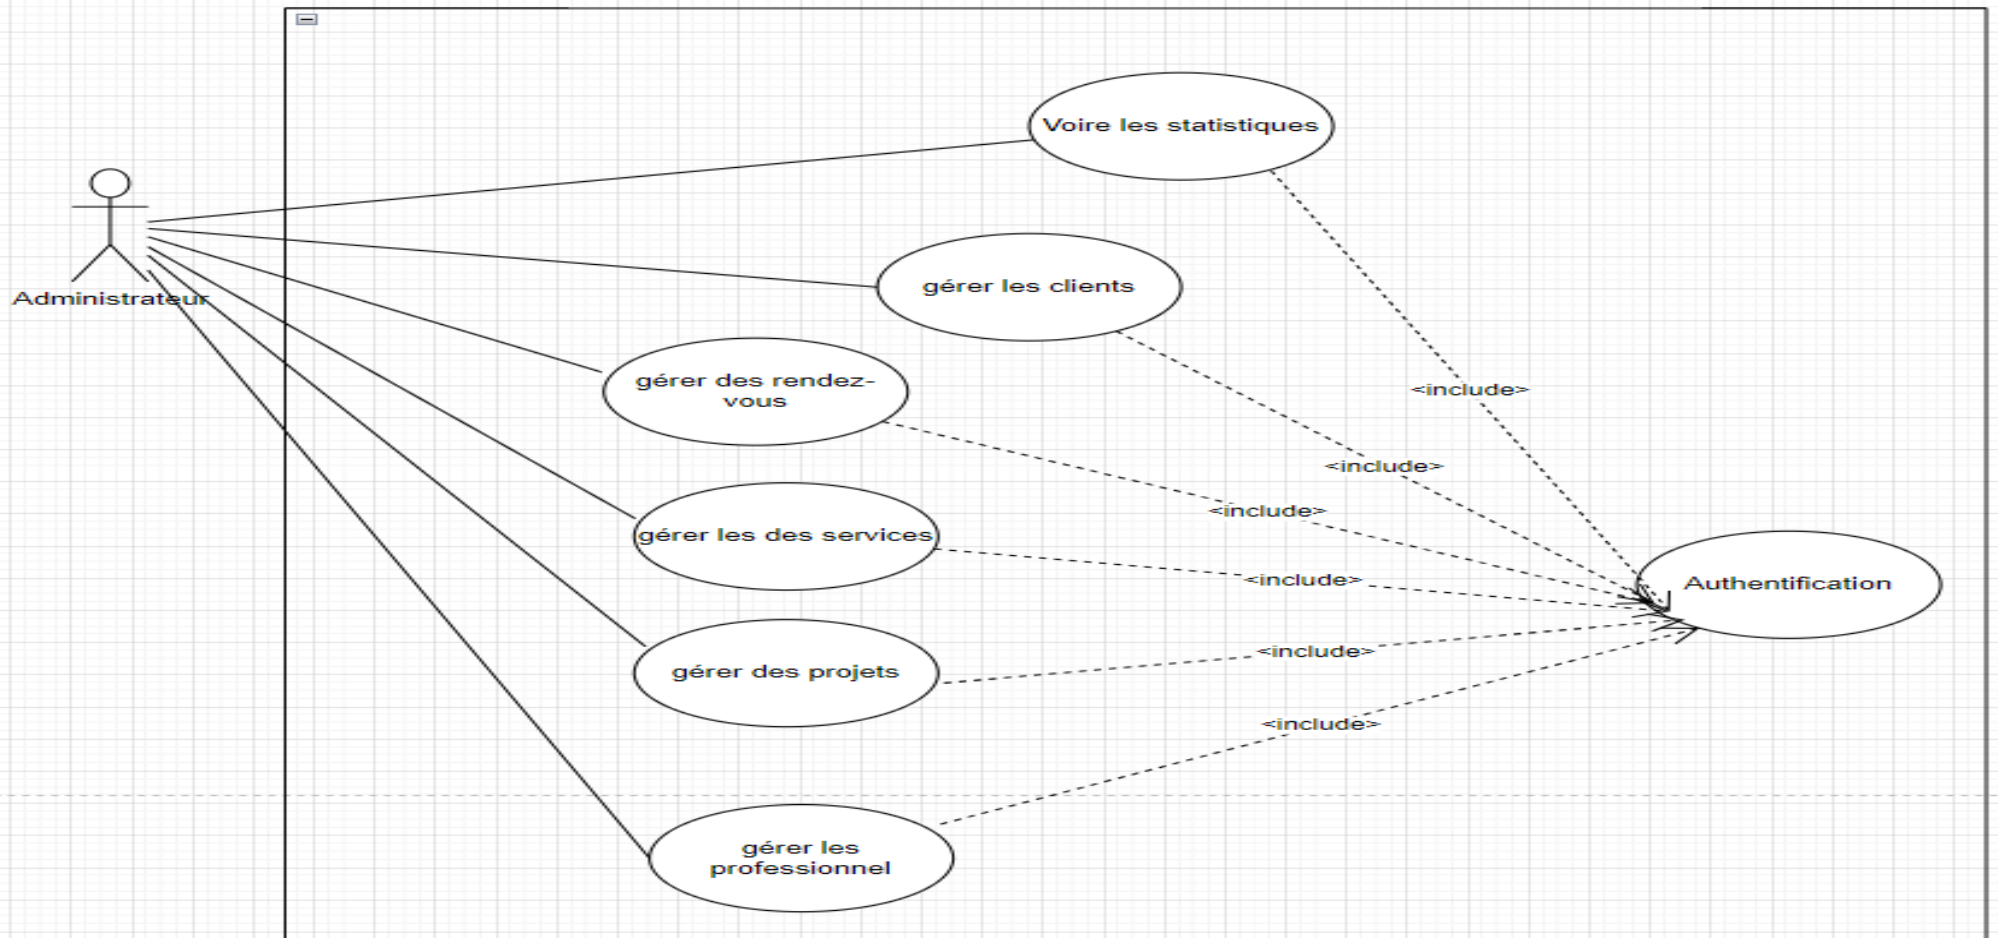 Voire les statistiques
Administrateur
gérer les clients
gérer des rendez-
vous
<include>
<include>
<include>
gérer les des services
<include>
Authentification
gérer des projets
<include>
<include>
gérer les
professionnel